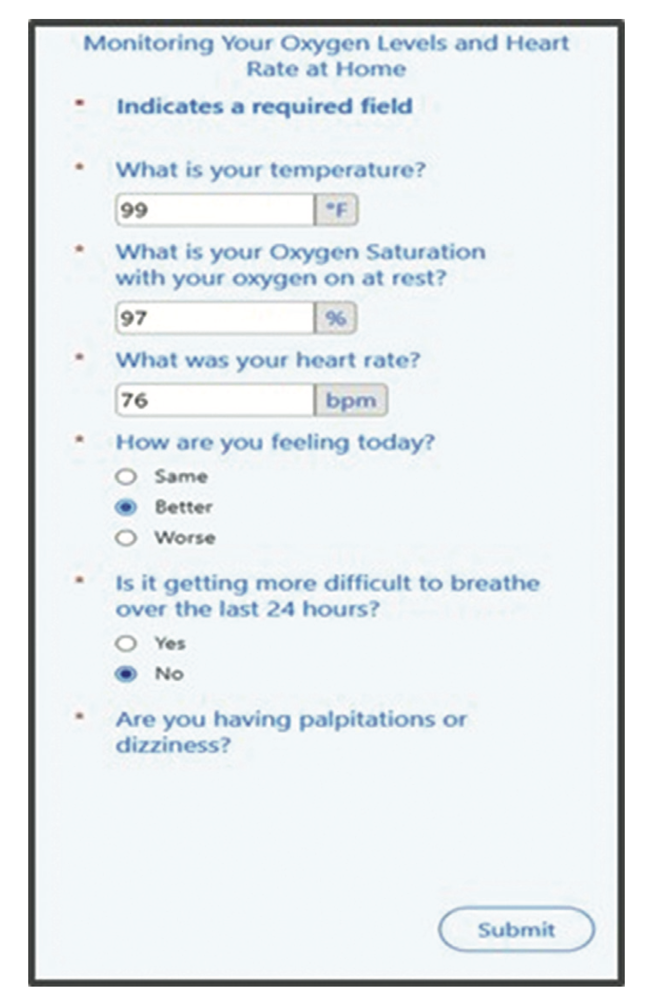 Monitoring Your Oxygen Levels and Heart
Rate at Home
* Indicates a required field
* What is your temperature?
99 °F
* What is your Oxygen Saturation
with your oxygen on at rest?
97 %
* What was your heart rate?
76 bpm
* How are you feeling today?
Same
Better
Worse
* Is it getting more difficult to breathe
over the last 24 hours?
Yes
No
* Are you having palpitations or
dizziness?
Submit